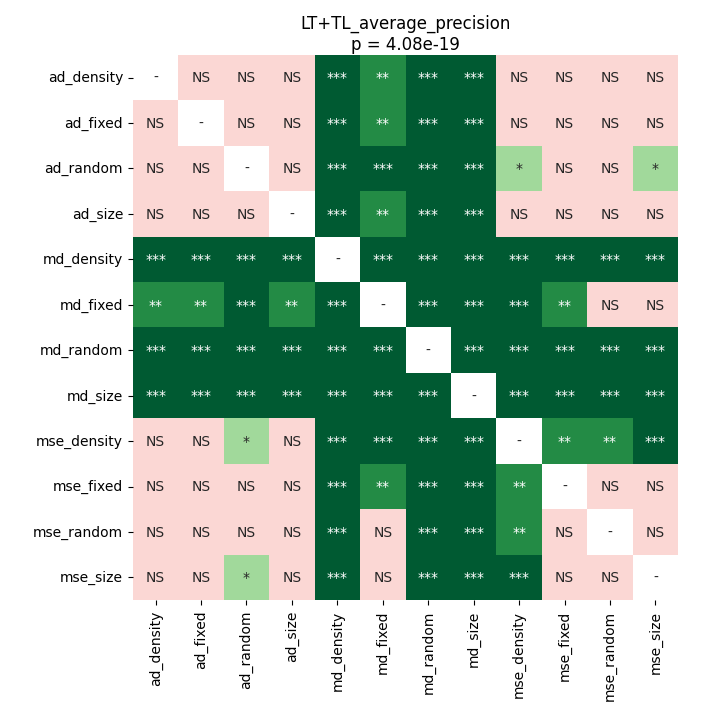 LT+TL_average_precision
p = 4.08e-19
ad_density - NS NS NS *** ** *** *** NS NS NS NS
ad_fixed NS - NS NS *** ** *** *** NS NS NS NS
ad_random NS NS - NS *** *** *** *** * NS NS *
ad_size NS NS NS - *** ** *** *** NS NS NS NS
md_density *** *** *** *** - *** *** *** *** *** *** ***
md_fixed ** ** *** ** *** - *** *** *** ** NS NS
md_random *** *** *** *** *** *** - *** *** *** *** ***
md_size *** *** *** *** *** *** *** - *** *** *** ***
mse_density NS NS * NS *** *** *** *** - ** ** ***
mse_fixed NS NS NS NS *** ** *** *** ** - NS NS
mse_random NS NS NS NS *** NS *** *** ** NS - NS
mse_size NS NS * NS *** NS *** *** *** NS NS -
ad_density ad_fixed ad_random ad_size md_density md_fixed md_random md_size mse_density mse_fixed mse_random mse_size